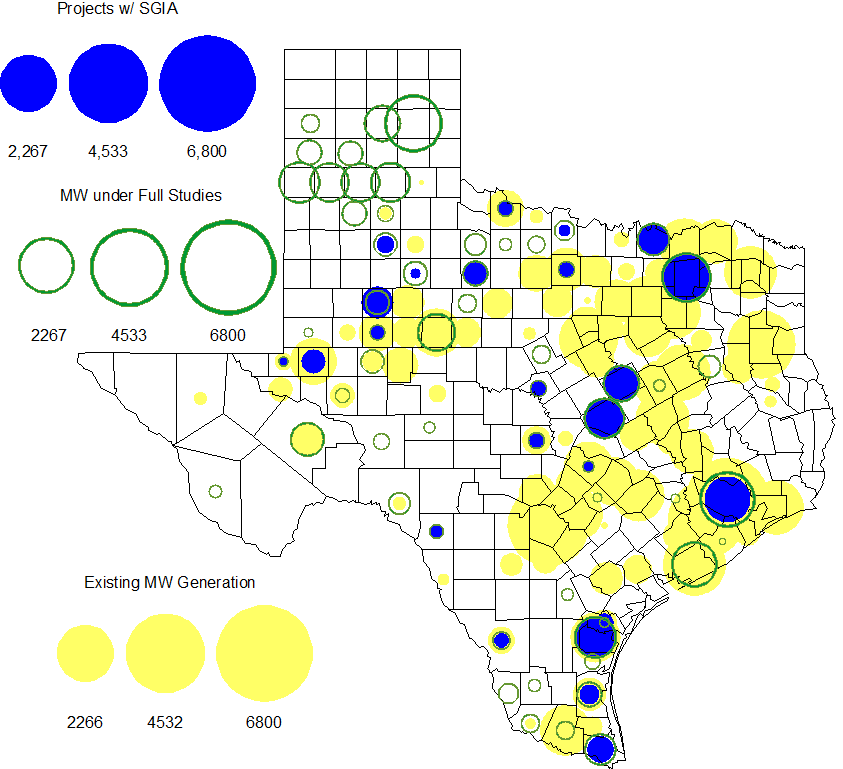 Projects w/ SGIA
2,267 4,533 6,800
MW under Full Studies
2267 4533 6800
Existing MW Generation
2266 4532 6800